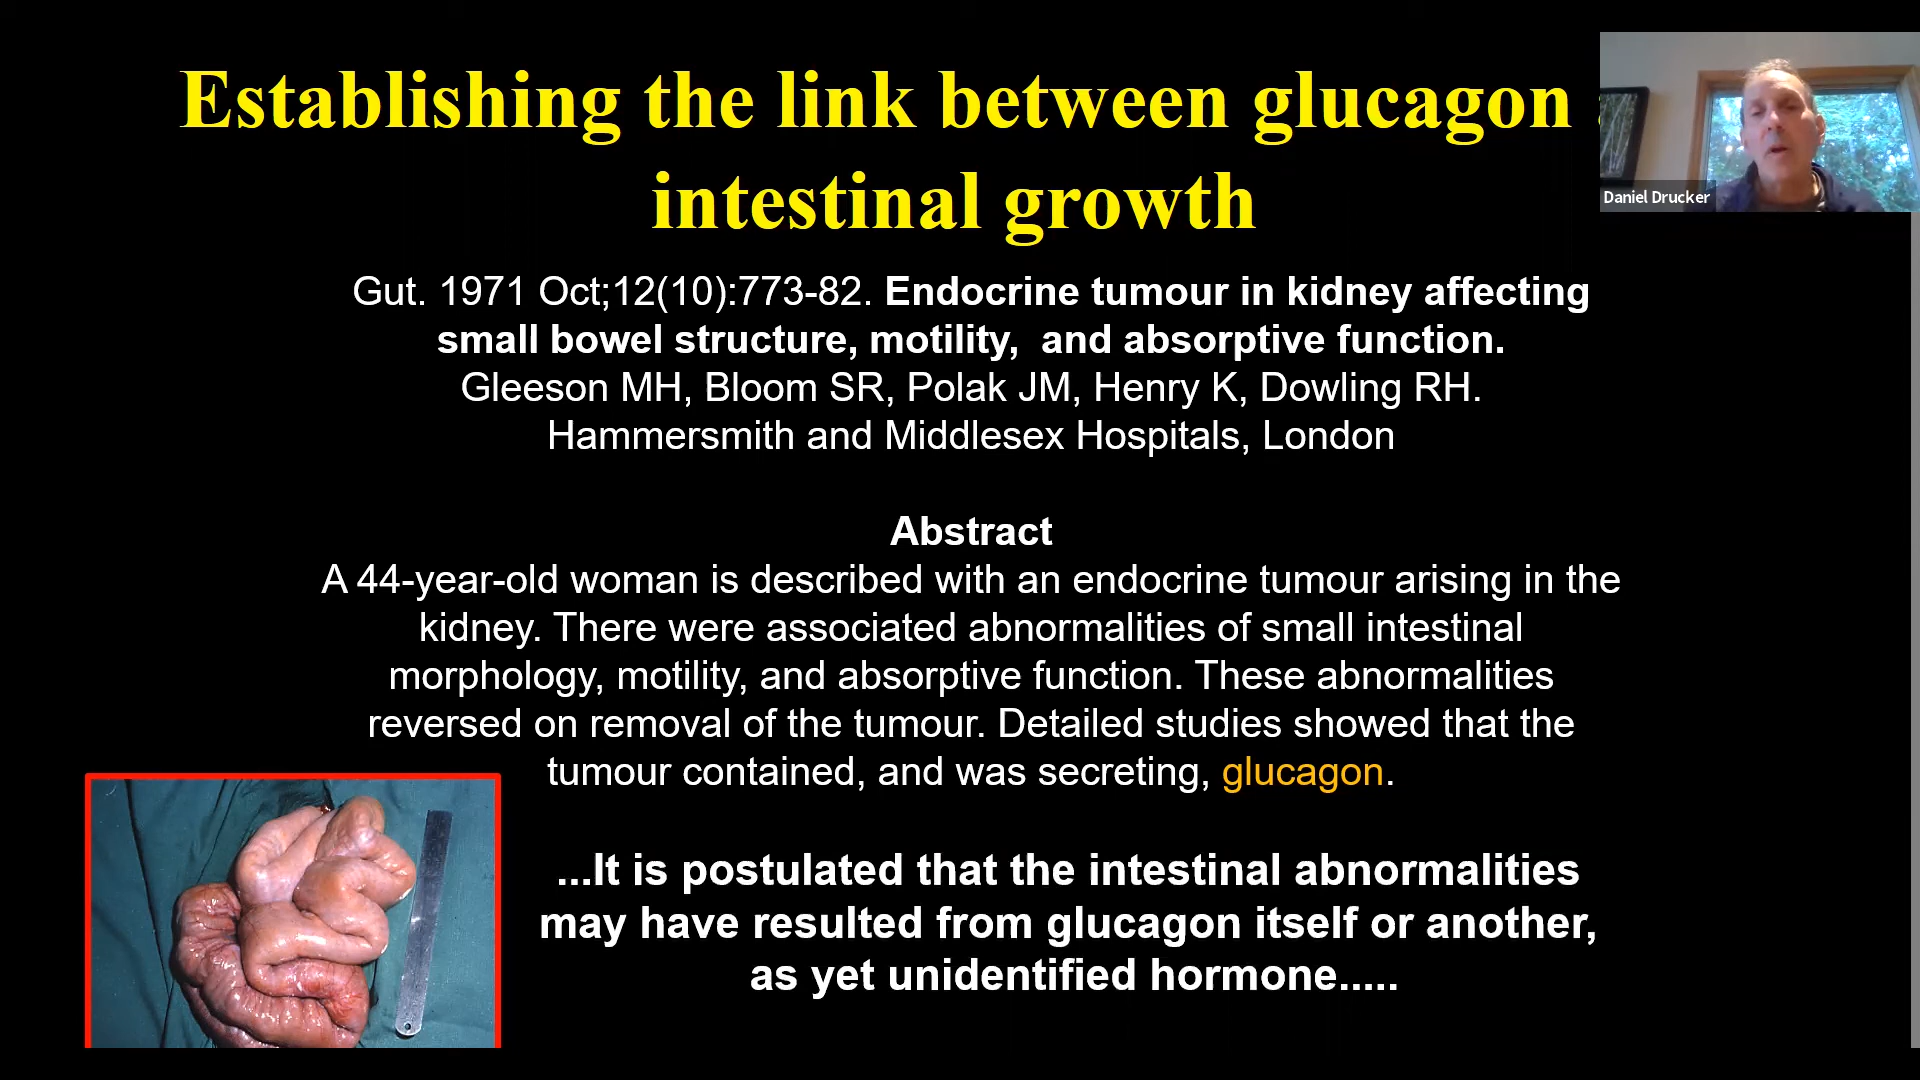 Establishing the link between glucagon
intestinal growth
Daniel Drucker
Gut. 1971 Oct;12(10):773-82. Endocrine tumour in kidney affecting
small bowel structure, motility,  and absorptive function.
Gleeson MH, Bloom SR, Polak JM, Henry K, Dowling RH.
Hammersmith and Middlesex Hospitals, London
Abstract
A 44-year-old woman is described with an endocrine tumour arising in the
kidney. There were associated abnormalities of small intestinal
morphology, motility, and absorptive function. These abnormalities
reversed on removal of the tumour. Detailed studies showed that the
tumour contained, and was secreting, glucagon.
...It is postulated that the intestinal abnormalities
may have resulted from glucagon itself or another,
as yet unidentified hormone.....